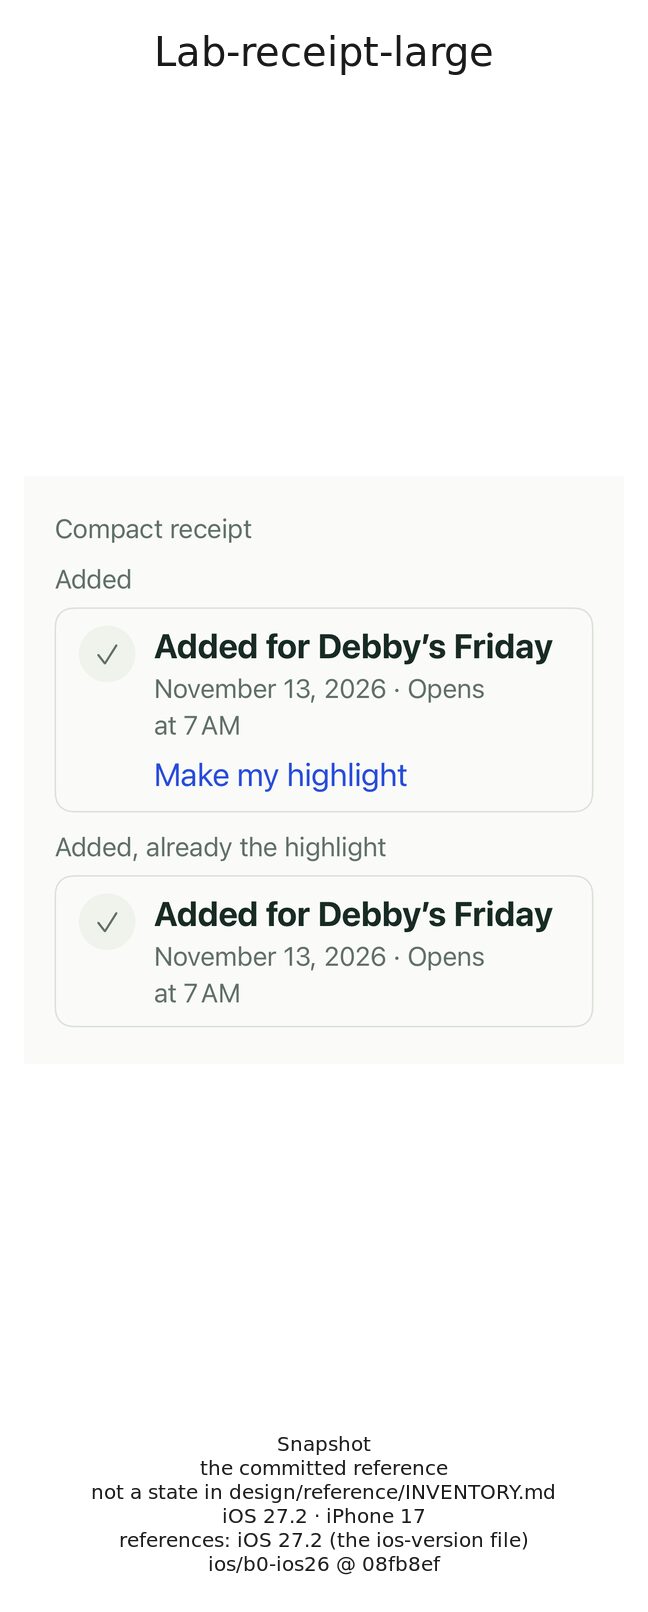 Lab-receipt-large
Compact receipt
Added
Added for Debby’s Friday
November 13, 2026 · Opens
at 7 AM
Make my highlight
Added, already the highlight
Added for Debby’s Friday
November 13, 2026 · Opens
at 7 AM
Snapshot
the committed reference
not a state in design/reference/INVENTORY.md
iOS 27.2 · iPhone 17
references: iOS 27.2 (the ios-version file)
ios/b0-ios26 @ 08fb8ef